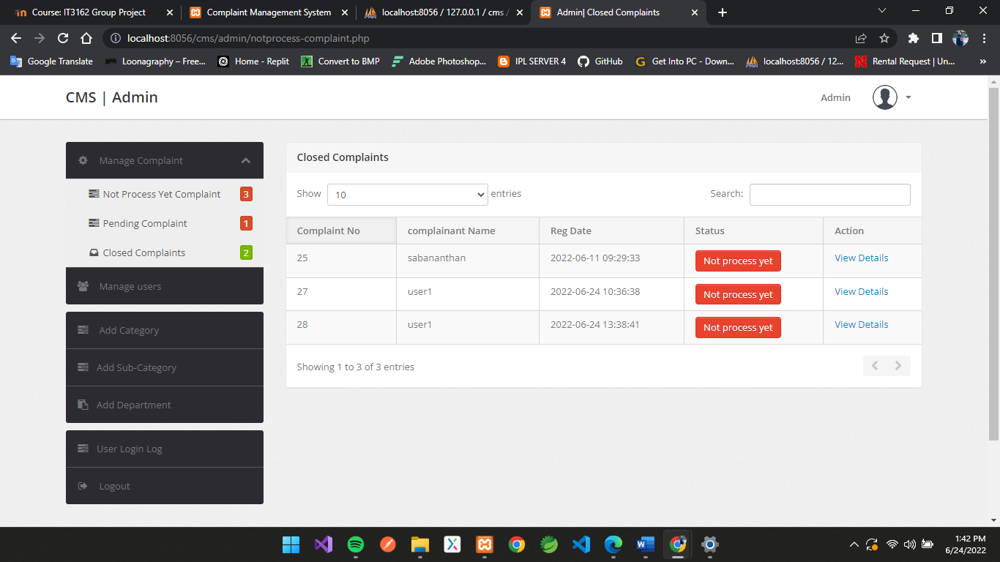 Course: IT3162 Group Project
Complaint Management System
localhost:8056 / 127.0.0.1 / cms /
Admin| Closed Complaints
localhost:8056/cms/admin/notprocess-complaint.php
Google Translate
Loonagraphy – Free...
Home - Replit
Convert to BMP
Adobe Photoshop...
IPL SERVER 4
GitHub
Get Into PC - Down...
localhost:8056 / 12...
Rental Request | Un...
»
CMS | Admin
Admin
Manage Complaint
Not Process Yet Complaint 3
Pending Complaint 1
Closed Complaints 2
Manage users
Add Category
Add Sub-Category
Add Department
User Login Log
Logout
Closed Complaints
Show 10 entries
Search:
Complaint No complainant Name Reg Date Status Action
25 sabananthan 2022-06-11 09:29:33 Not process yet View Details
27 user1 2022-06-24 10:36:38 Not process yet View Details
28 user1 2022-06-24 13:38:41 Not process yet View Details
Showing 1 to 3 of 3 entries
1:42 PM
6/24/2022